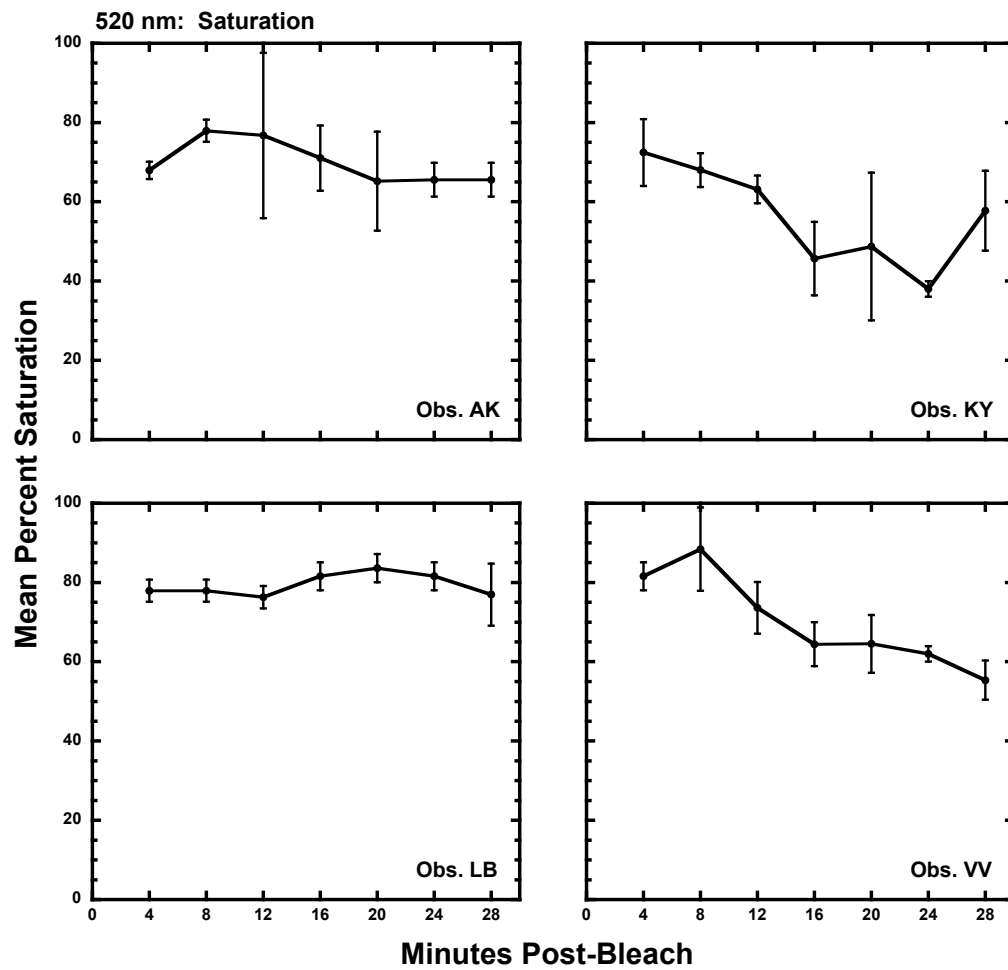 520 nm: Saturation
100
80
60
40
20
0
Obs. AK
Obs. KY
Mean Percent Saturation
100
80
60
40
20
0
Obs. LB
Obs. VV
0 4 8 12 16 20 24 28
0 4 8 12 16 20 24 28
Minutes Post-Bleach